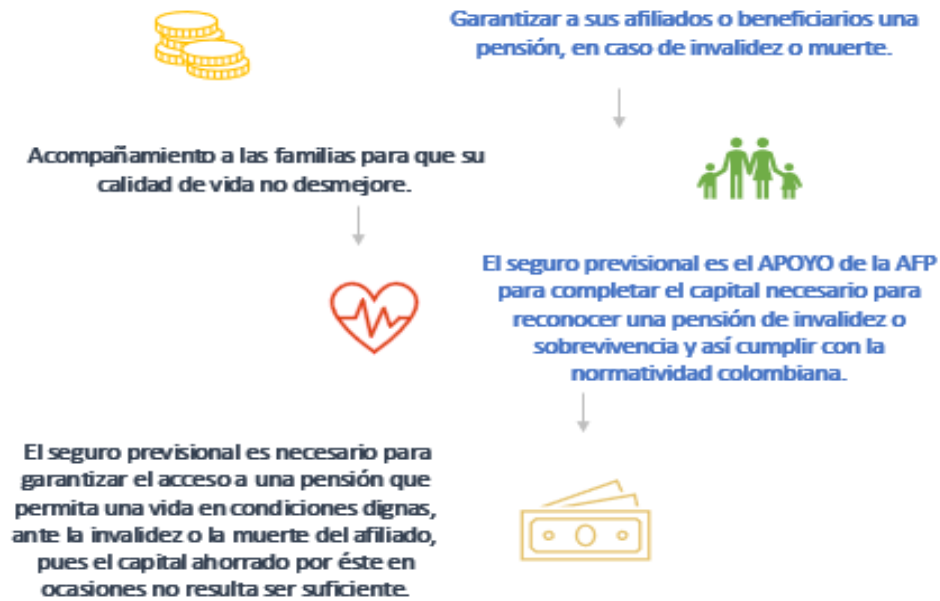 Garantizar a sus afiliados o beneficiarios una
pensión, en caso de invalidez o muerte.
Acompañamiento a las familias para que su
calidad de vida no desmejore.
El seguro previsional es el APOYO de la AFP
para completar el capital necesario para
reconocer una pensión de invalidez o
sobrevivencia y así cumplir con la
normatividad colombiana.
El seguro previsional es necesario para
garantizar el acceso a una pensión que
permita una vida en condiciones dignas,
ante la invalidez o la muerte del afiliado,
pues el capital ahorrado por éste en
ocasiones no resulta ser suficiente.